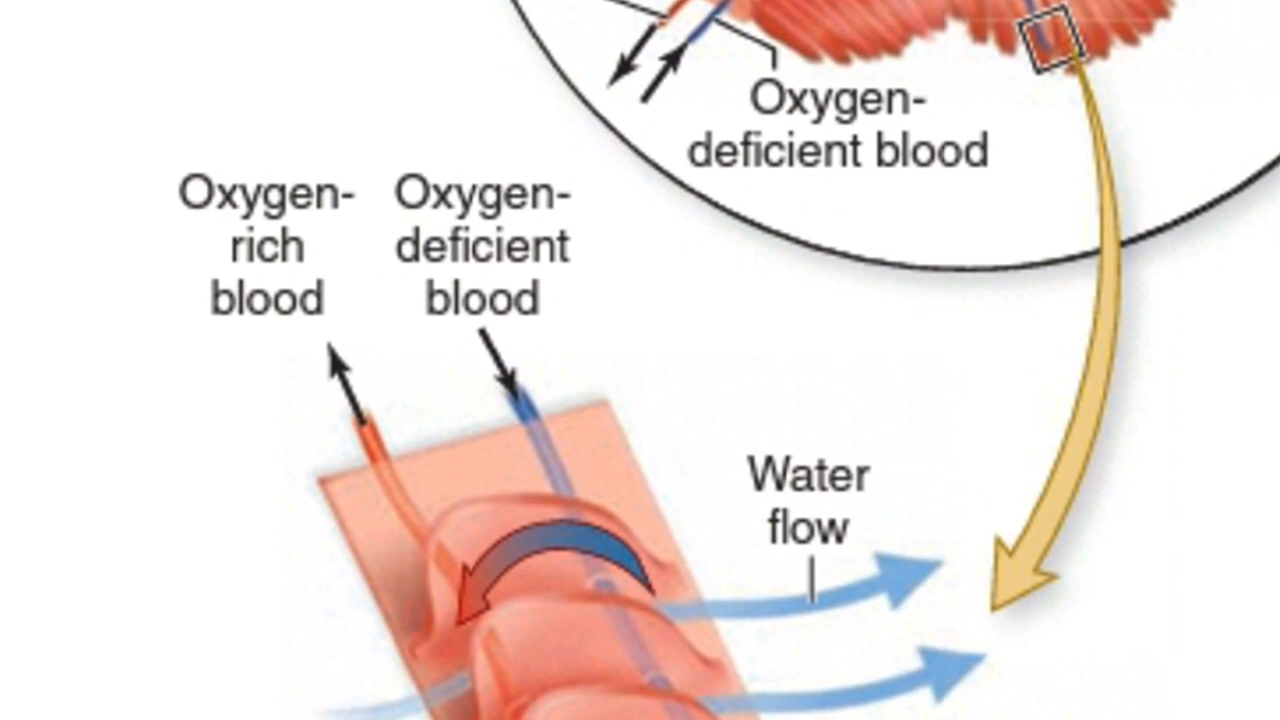 Oxygen-
deficient blood
Oxygen-
rich
blood
Oxygen-
deficient
blood
Water
flow